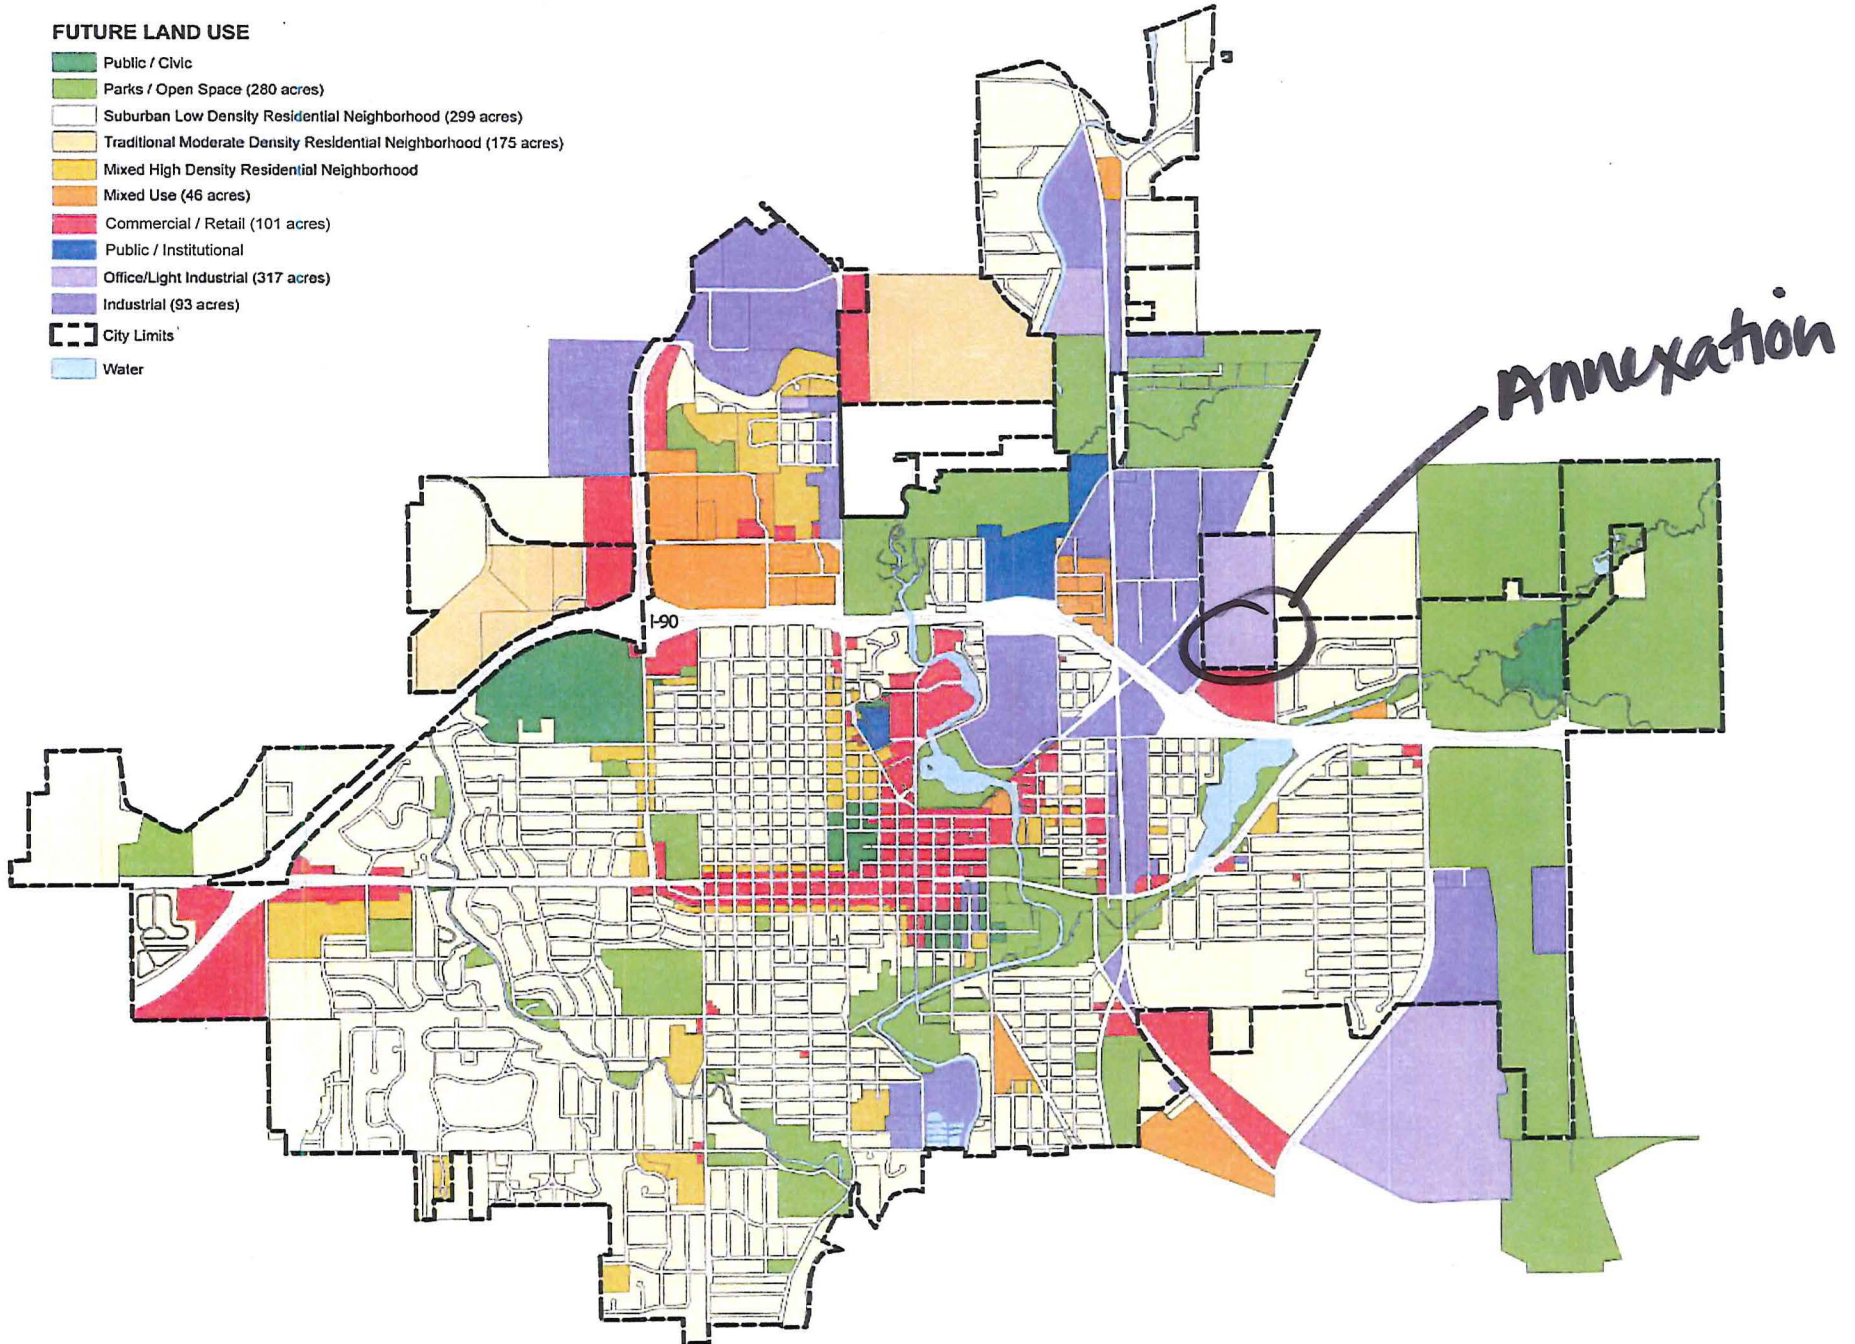 FUTURE LAND USE
Public / Civic
Parks / Open Space (280 acres)
Suburban Low Density Residential Neighborhood (299 acres)
Traditional Moderate Density Residential Neighborhood (175 acres)
Mixed High Density Residential Neighborhood
Mixed Use (46 acres)
Commercial / Retail (101 acres)
Public / Institutional
Office/Light Industrial (317 acres)
Industrial (93 acres)
City Limits
Water
Annexation
I-90